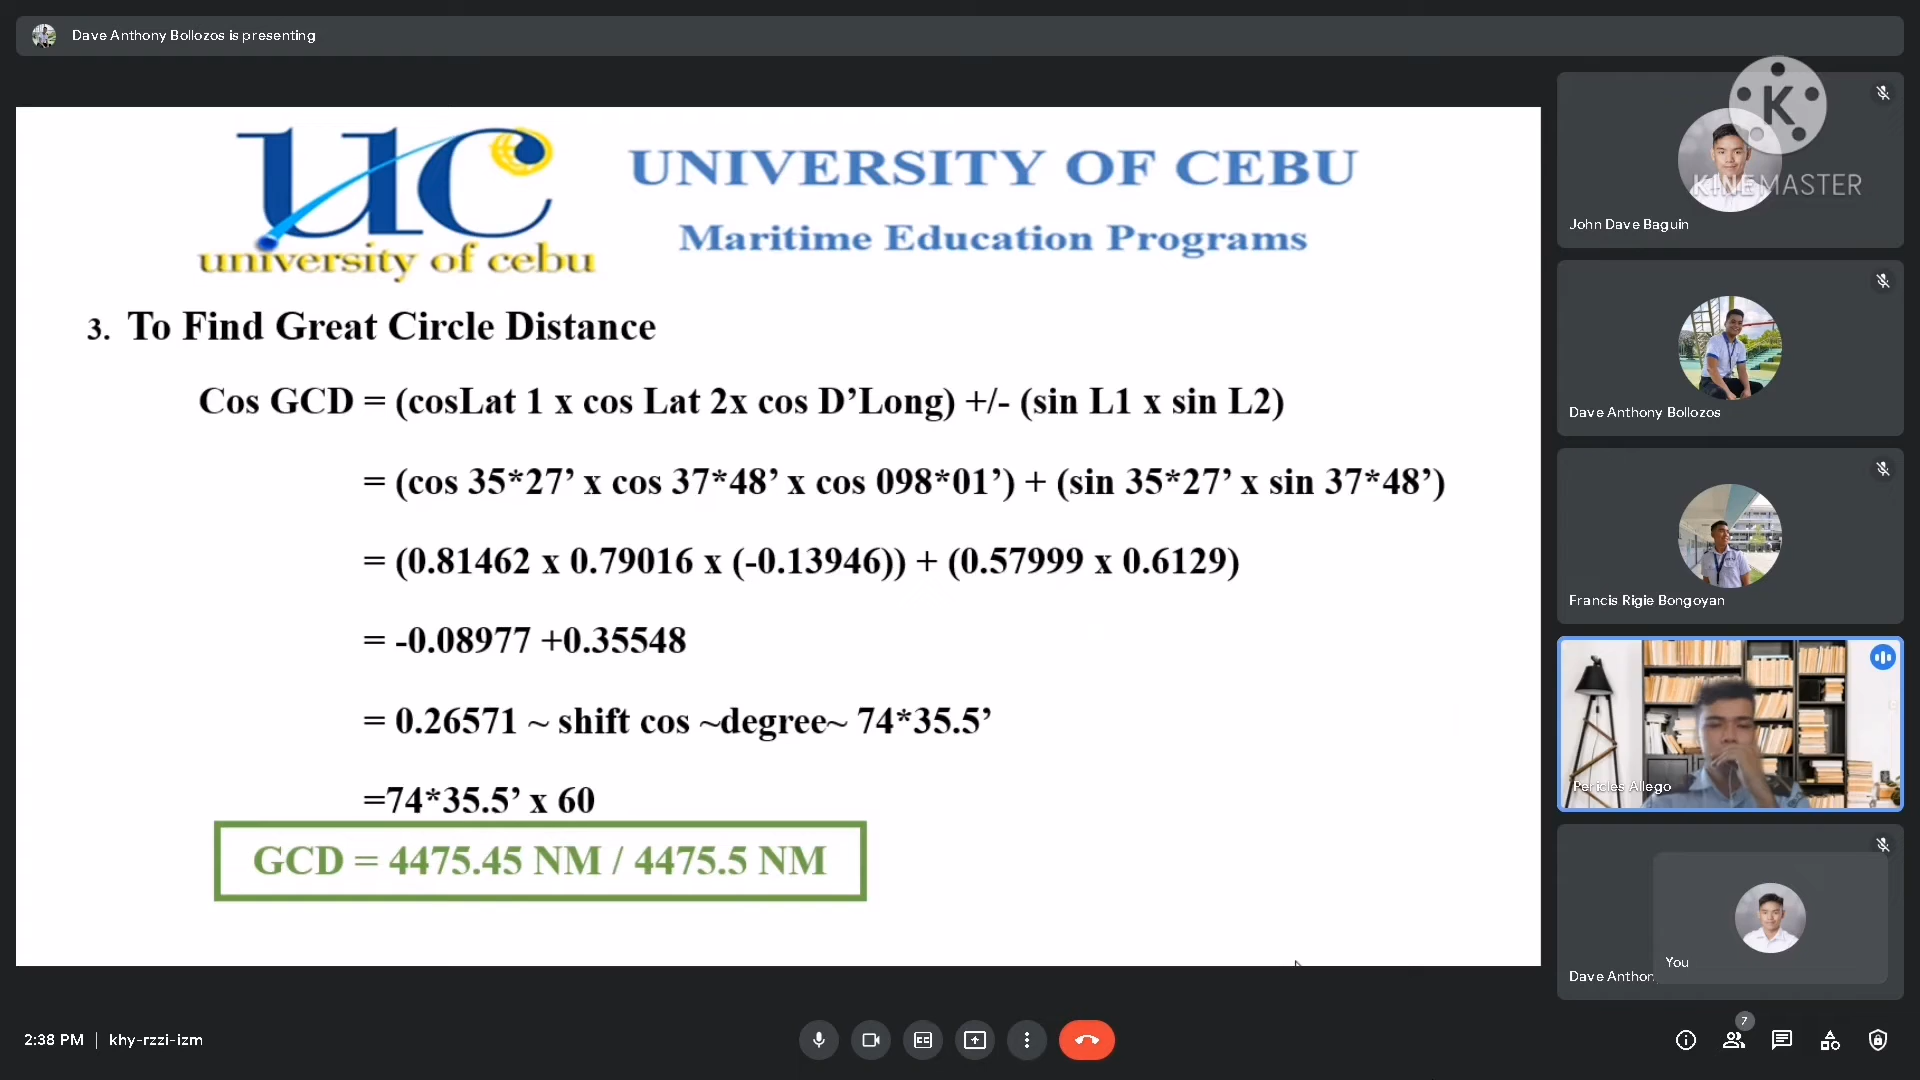 Dave Anthony Bollozos is presenting
uc
university of cebu
UNIVERSITY OF CEBU
Maritime Education Programs
3. To Find Great Circle Distance
Cos GCD = (cosLat 1 x cos Lat 2x cos D’Long) +/- (sin L1 x sin L2)
= (cos 35*27’ x cos 37*48’ x cos 098*01’) + (sin 35*27’ x sin 37*48’)
= (0.81462 x 0.79016 x (-0.13946)) + (0.57999 x 0.6129)
= -0.08977 +0.35548
= 0.26571 ~ shift cos ~degree~ 74*35.5’
=74*35.5’ x 60
GCD = 4475.45 NM / 4475.5 NM
K
KINEMASTER
John Dave Baguin
Dave Anthony Bollozos
Francis Rigie Bongoyan
Pericles Allego
You
Dave Anthon
2:38 PM | khy-rzzi-izm
7